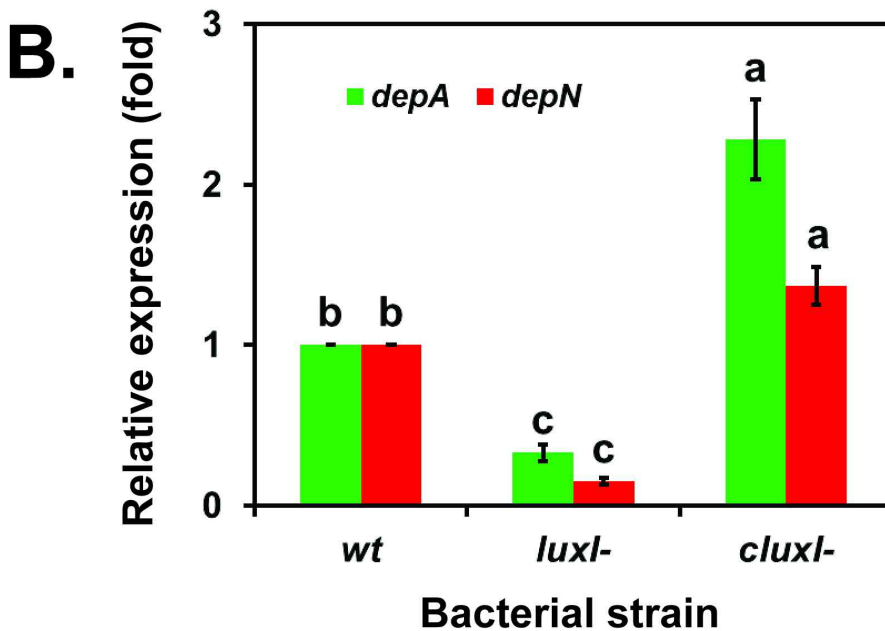 B.
Relative expression (fold)
3
2
1
0
depA depN
b b
c c
a a
wt luxI- cluxI-
Bacterial strain